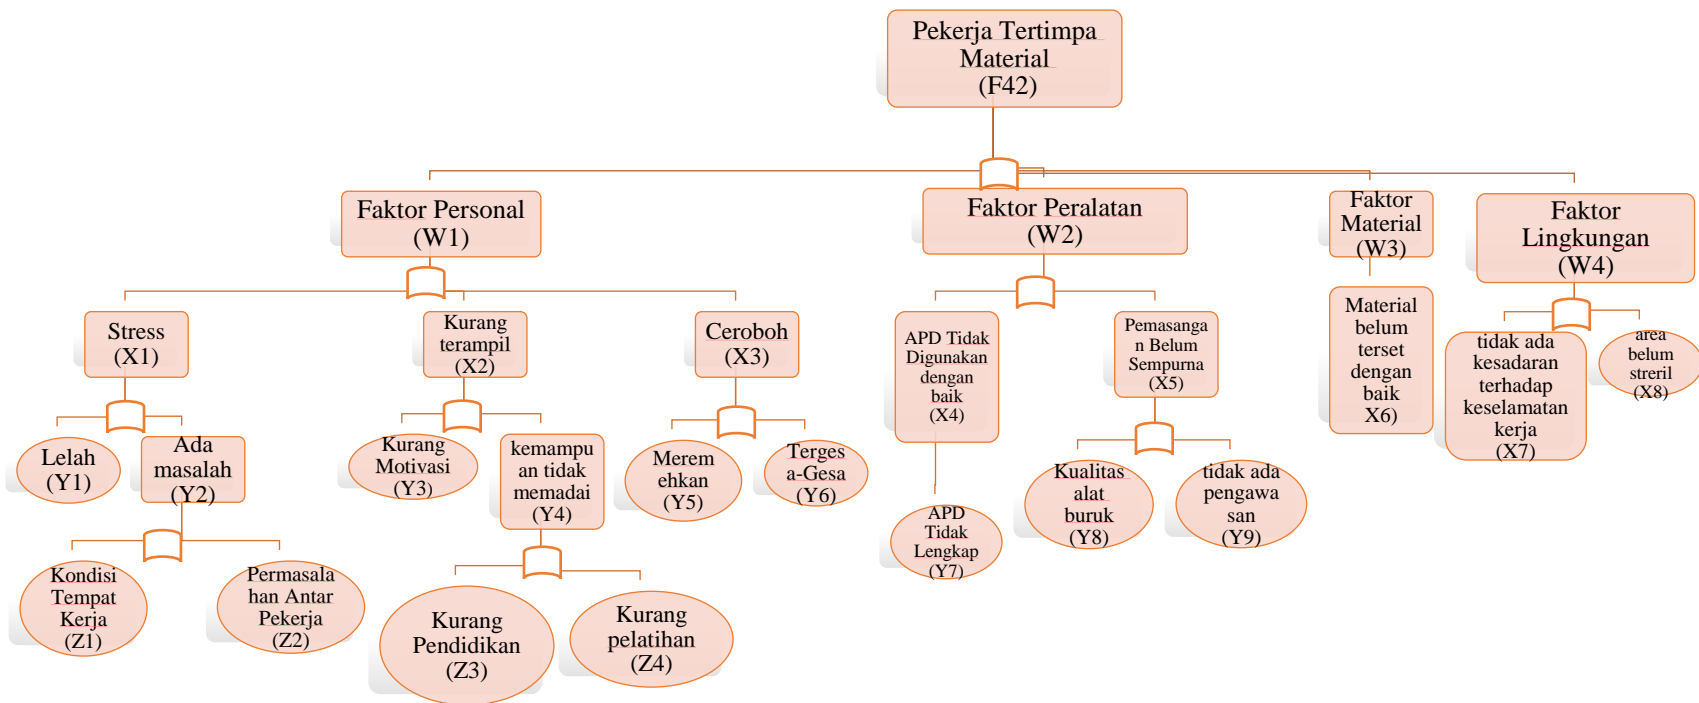 Pekerja Tertimpa
Material
(F42)
Faktor Personal
(W1)
Faktor Peralatan
(W2)
Faktor
Material
(W3)
Faktor
Lingkungan
(W4)
Stress
(X1)
Kurang
terampil
(X2)
Ceroboh
(X3)
APD Tidak
Digunakan
dengan
baik
(X4)
Pemasanga
n Belum
Sempurna
(X5)
Material
belum
terset
dengan
baik
X6)
tidak ada
kesadaran
terhadap
keselamatan
kerja
(X7)
area
belum
streril
(X8)
Lelah
(Y1)
Ada
masalah
(Y2)
Kurang
Motivasi
(Y3)
kemampu
an tidak
memadai
(Y4)
Merem
ehkan
(Y5)
Terges
a-Gesa
(Y6)
APD
Tidak
Lengkap
(Y7)
Kualitas
alat
buruk
(Y8)
tidak ada
pengawa
san
(Y9)
Kondisi
Tempat
Kerja
(Z1)
Permasala
han Antar
Pekerja
(Z2)
Kurang
Pendidikan
(Z3)
Kurang
pelatihan
(Z4)